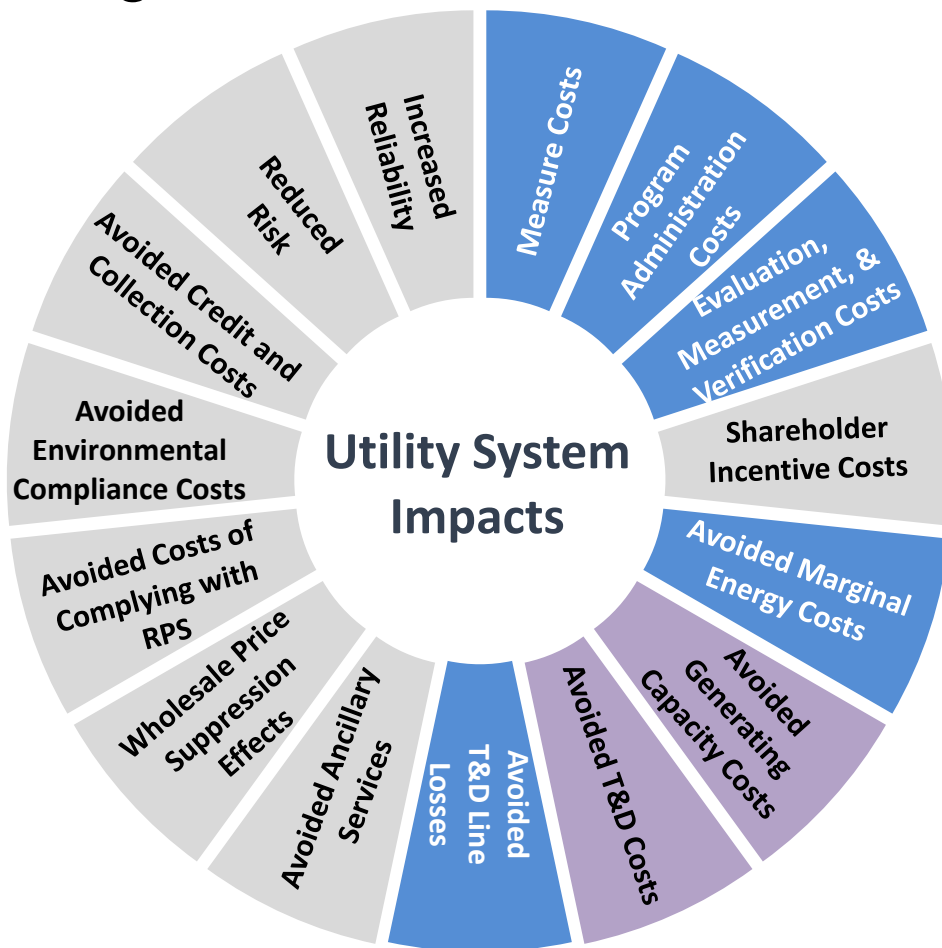 Utility System
Impacts
Measure Costs
Program
Administration
Costs
Evaluation,
Measurement, &
Verification Costs
Shareholder
Incentive Costs
Avoided Marginal
Energy Costs
Avoided
Generating
Capacity Costs
Avoided T&D Costs
Avoided
T&D Line
Losses
Avoided Ancillary
Services
Wholesale Price
Suppression
Effects
Avoided Costs of
Complying with
RPS
Avoided
Environmental
Compliance Costs
Avoided Credit and
Collection Costs
Reduced
Risk
Increased
Reliability